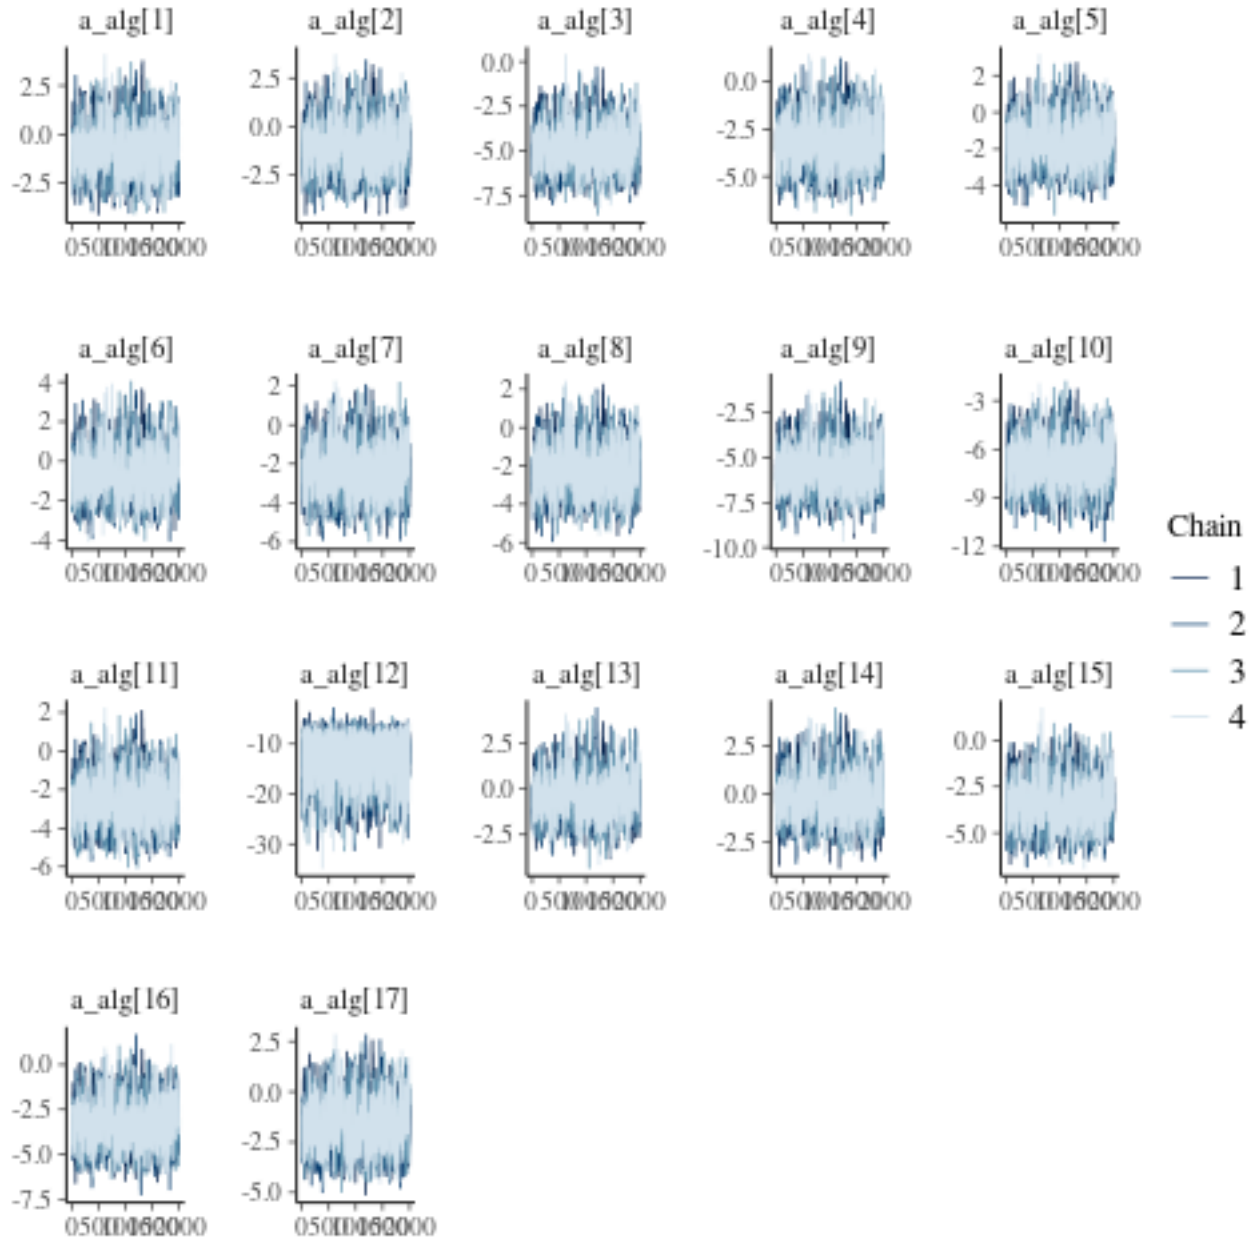 a_alg[1] a_alg[2] a_alg[3] a_alg[4] a_alg[5]
2.5 0.0 -2.5
2.5 0.0 -2.5
0.0 -2.5 -5.0 -7.5
0.0 -2.5 -5.0
2 0 -2 -4
a_alg[6] a_alg[7] a_alg[8] a_alg[9] a_alg[10]
4 2 0 -2 -4
2 0 -2 -4 -6
2 0 -2 -4 -6
-2.5 -5.0 -7.5 -10.0
-3 -6 -9 -12
Chain
1
2
3
4
a_alg[11] a_alg[12] a_alg[13] a_alg[14] a_alg[15]
2 0 -2 -4 -6
-10 -20 -30
2.5 0.0 -2.5
2.5 0.0 -2.5
0.0 -2.5 -5.0
a_alg[16] a_alg[17]
0.0 -2.5 -5.0 -7.5
2.5 0.0 -2.5 -5.0